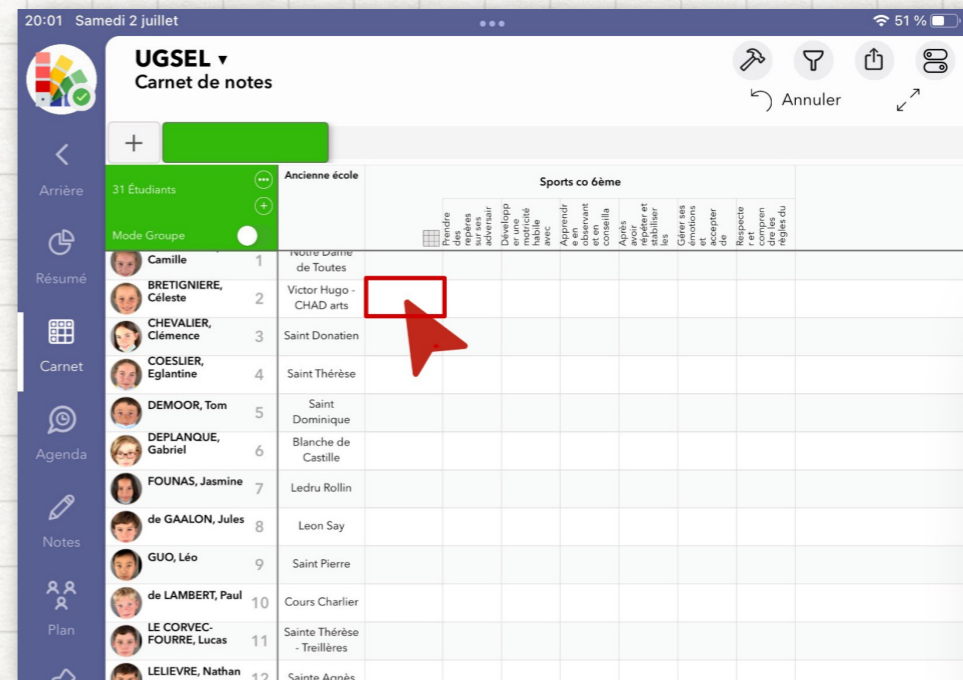 20:01 Samedi 2 juillet
51 %
UGSEL ▾
Carnet de notes
Annuler
+
Arrière
Résumé
Carnet
Agenda
Notes
Plan
31 Étudiants
Mode Groupe
Ancienne école
Sports co 6ème
Prendre
des
repères
sur ses
adversair
Développ
er une
motricité
habile
avec
Apprendr
e en
observant
et en
conseilla
Après
avoir
répéter et
stabiliser
les
Gérer ses
émotions
et
accepter
de
Respecte
r et
compren
dre les
règles du
Camille
1
Notre Dame
de Toutes
BRETIGNIERE,
Céleste
2
Victor Hugo -
CHAD arts
CHEVALIER,
Clémence
3
Saint Donatien
COESLIER,
Eglantine
4
Saint Thérèse
DEMOOR, Tom
5
Saint
Dominique
DEPLANQUE,
Gabriel
6
Blanche de
Castille
FOUNAS, Jasmine
7
Ledru Rollin
de GAALON, Jules
8
Leon Say
GUO, Léo
9
Saint Pierre
de LAMBERT, Paul
10
Cours Charlier
LE CORVEC-
FOURRE, Lucas
11
Sainte Thérèse
- Treillères
LELIEVRE, Nathan
12
Sainte Agnès